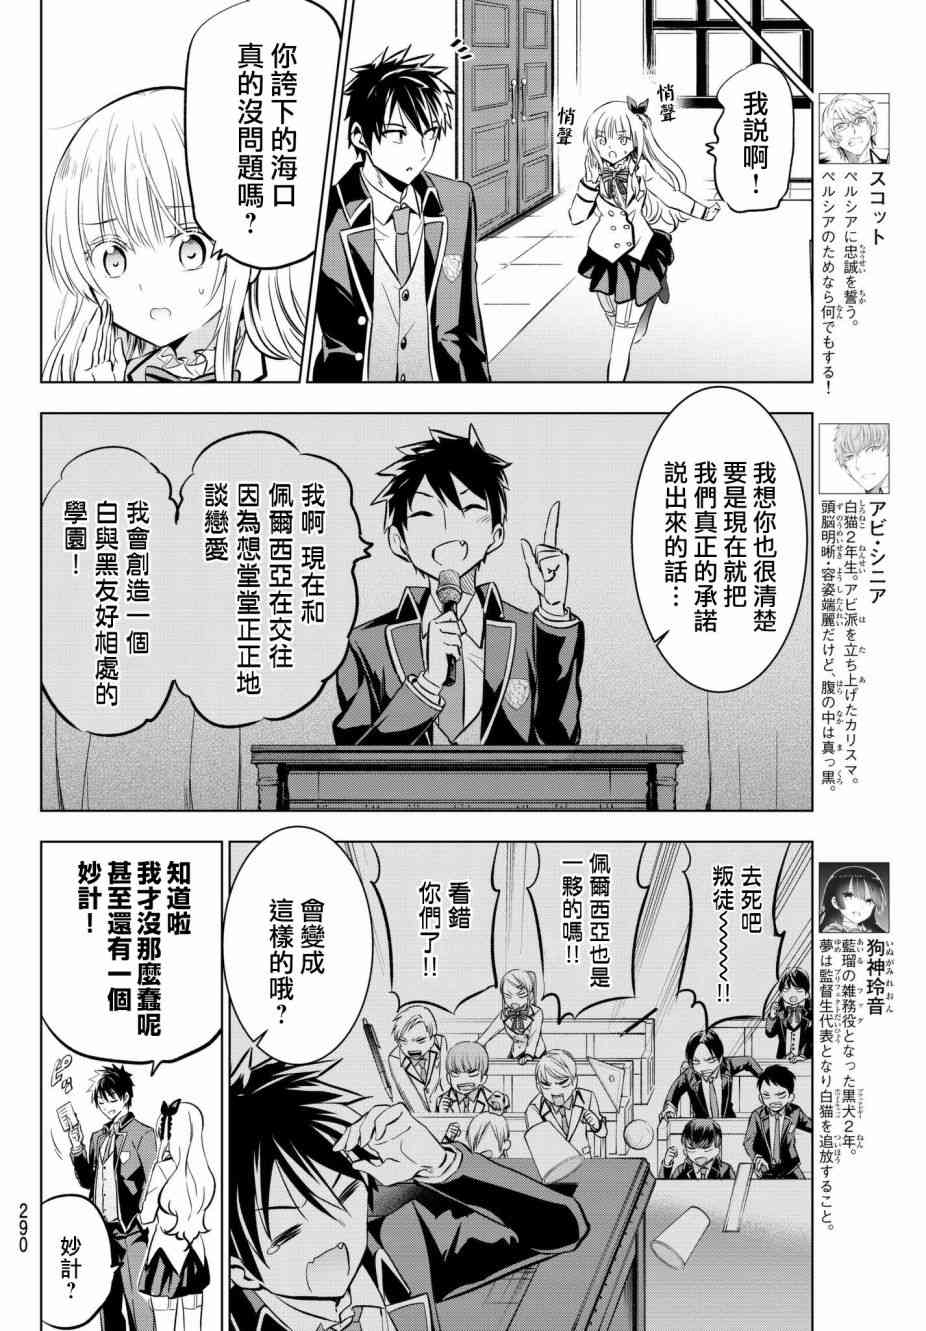 我說啊！
悄聲
悄聲
你誇下的海口
真的沒問題嗎？
我想你也很清楚
要是現在就把
我們真正的承諾
說出來的話…
我啊 現在和
佩爾西亞在交往
因為想堂堂正正地
談戀愛
我會創造一個
白與黑友好相處的
學園！
去死吧
叛徒～～～～!!
佩爾西亞也是
一夥的嗎!!
看錯
你們了!!
會變成
這樣的哦？
知道啦
我才沒那麼蠢呢
甚至還有一個
妙計！
妙計？
スコット
ペルシアに忠誠を誓う。
ペルシアのためなら何でもする！
アビ・シニア
白猫2年生。アビ派を立ち上げたカリスマ。
頭脳明晰・容姿端麗だけど、腹の中は真っ黒。
狗神玲音
藍瑠の雑務役となった黒犬2年。
夢は監督生代表となり白猫を追放すること。
290